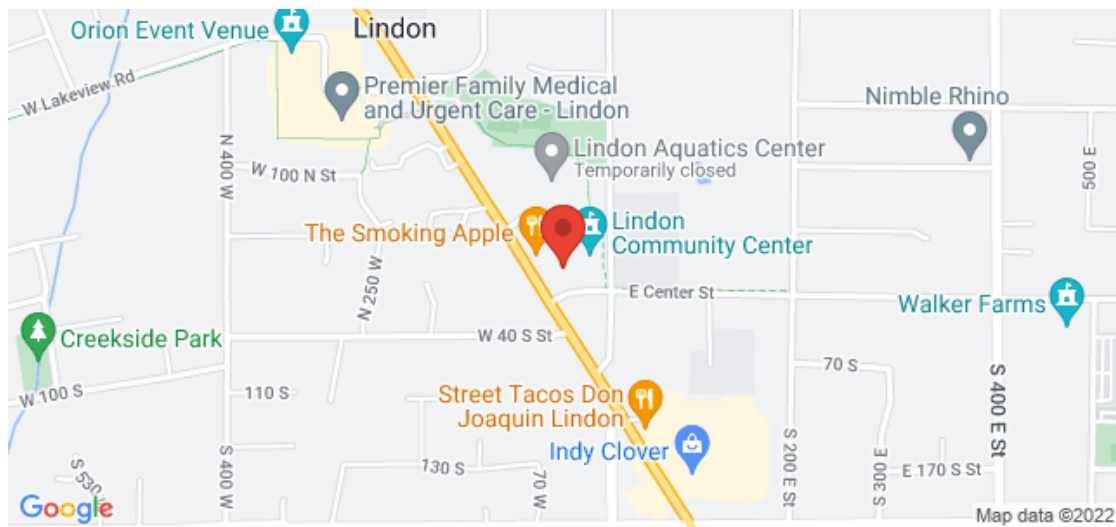 Orion Event Venue
Lindon
W Lakeview Rd
Premier Family Medical
and Urgent Care - Lindon
Nimble Rhino
Lindon Aquatics Center
Temporarily closed
500 E
N 400 W
W 100 N St
The Smoking Apple
Lindon
Community Center
N 250 W
E Center St
Walker Farms
Creekside Park
W 40 S St
W 100 S
110 S
70 S
S 400 E St
Street Tacos Don
Joaquin Lindon
Indy Clover
S 400 W
130 S
70 W
S 200 E St
S 300 E
E 170 S St
S 530
Google
Map data ©2022